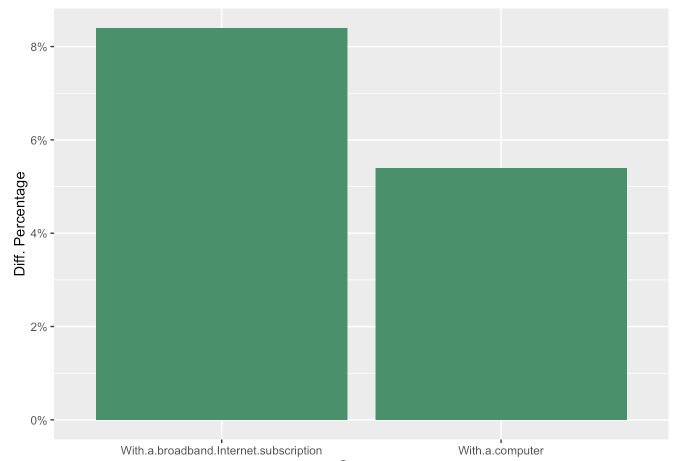 Diff. Percentage
8%
6%
4%
2%
0%
With.a.broadband.Internet.subscription
With.a.computer